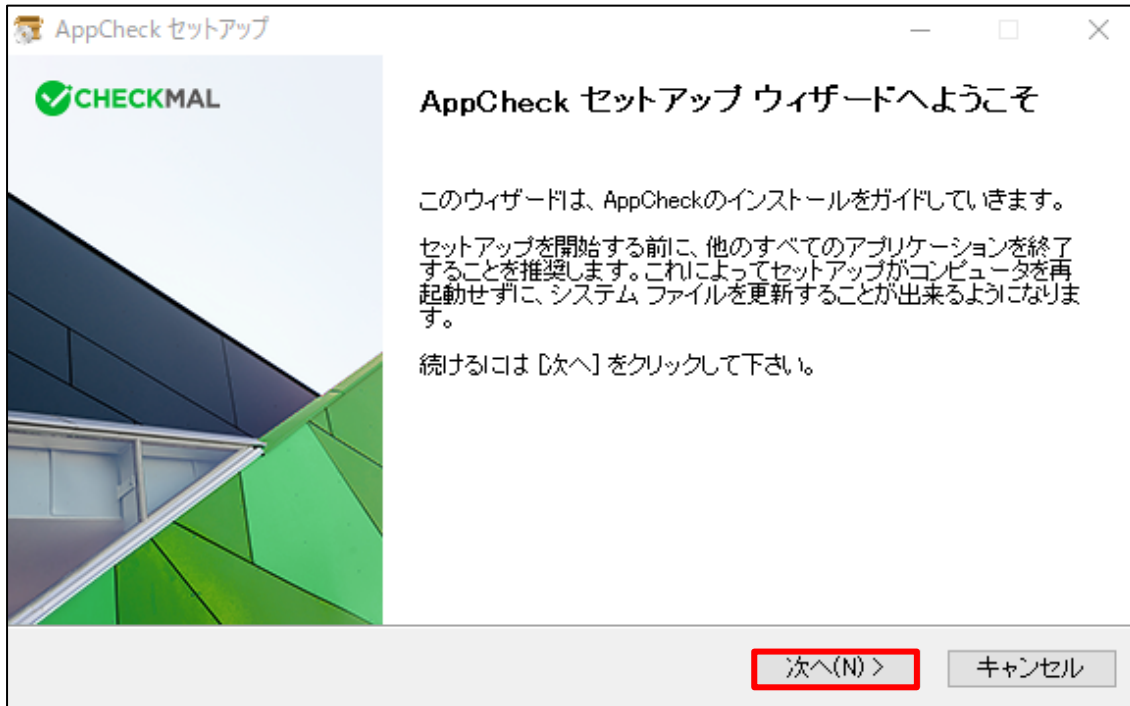 AppCheck セットアップ
CHECKMAL
AppCheck セットアップ ウィザードへようこそ
このウィザードは、AppCheckのインストールをガイドしていきます。
セットアップを開始する前に、他のすべてのアプリケーションを終了
することを推奨します。これによってセットアップがコンピュータを再
起動せずに、システム ファイルを更新することが出来るようになりま
す。
続けるには [次へ] をクリックして下さい。
次へ(N) >
キャンセル